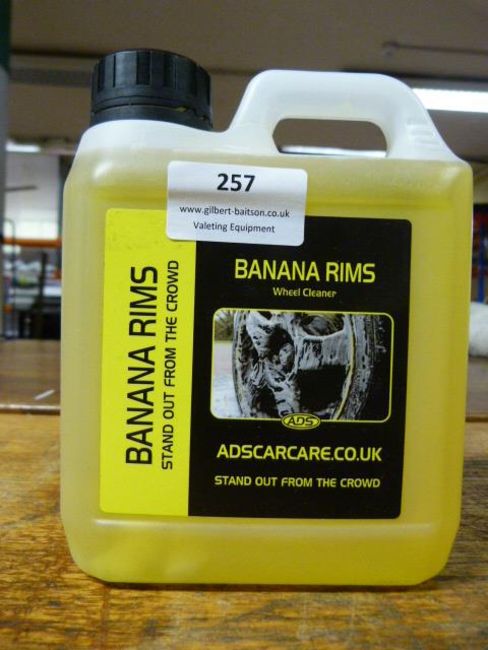 257
www.gilbert-baitson.co.uk
Valeting Equipment
BANANA RIMS
STAND OUT FROM THE CROWD
BANANA RIMS
Wheel Cleaner
ADS
ADSCARCARE.CO.UK
STAND OUT FROM THE CROWD